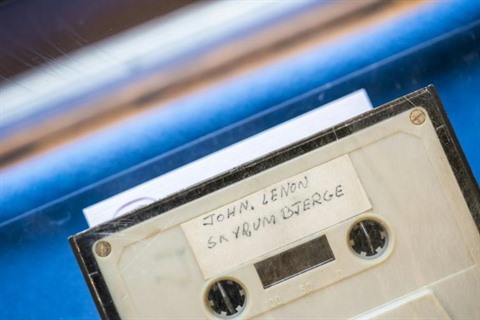 JOHN. LENON
SKYRUM BJERGE